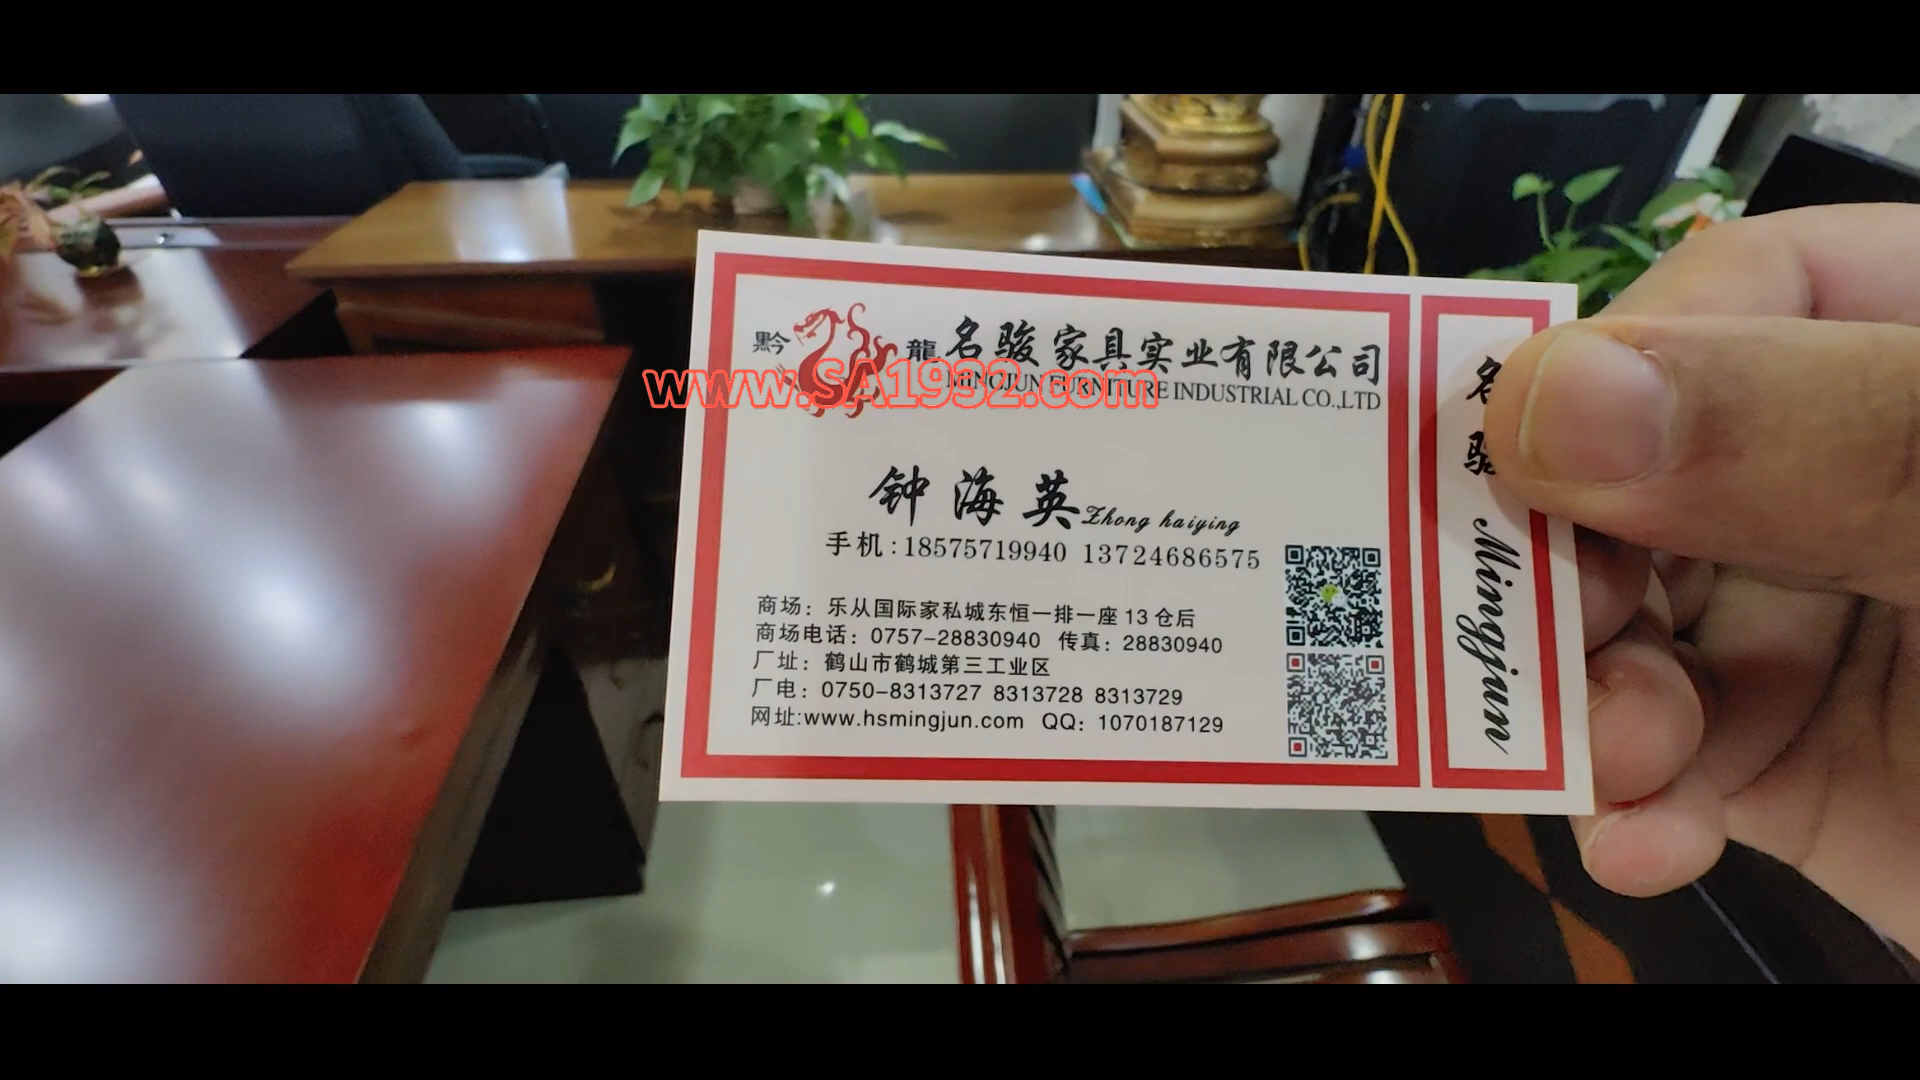 黔 龍
名骏家具实业有限公司
MINGJUN FURNITURE INDUSTRIAL CO.,LTD
www.SA1932.com
钟海英 Zhong haiying
手机:18575719940 13724686575
商场：乐从国际家私城东恒一排一座13仓后
商场电话：0757-28830940 传真：28830940
厂址：鹤山市鹤城第三工业区
厂电：0750-8313727 8313728 8313729
网址:www.hsmingjun.com QQ：1070187129
名骏 Mingjun